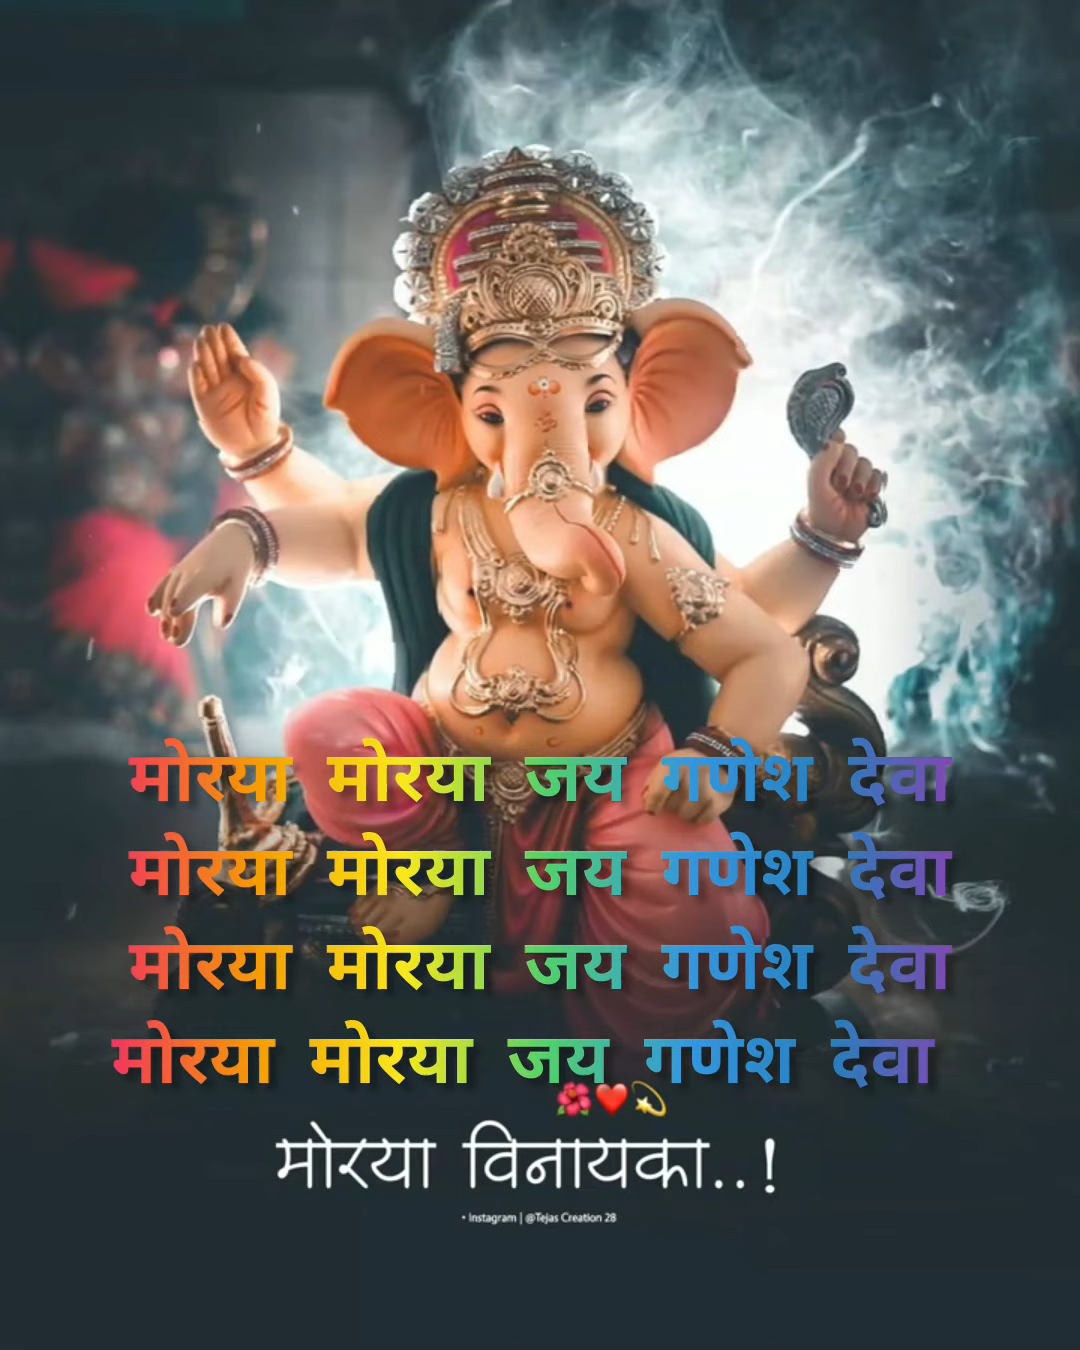 मोरया मोरया जय गणेश देवा
मोरया मोरया जय गणेश देवा
मोरया मोरया जय गणेश देवा
मोरया मोरया जय गणेश देवा
🌺❤️💫
मोरया विनायका..!
• Instagram | @Tejas Creation 28